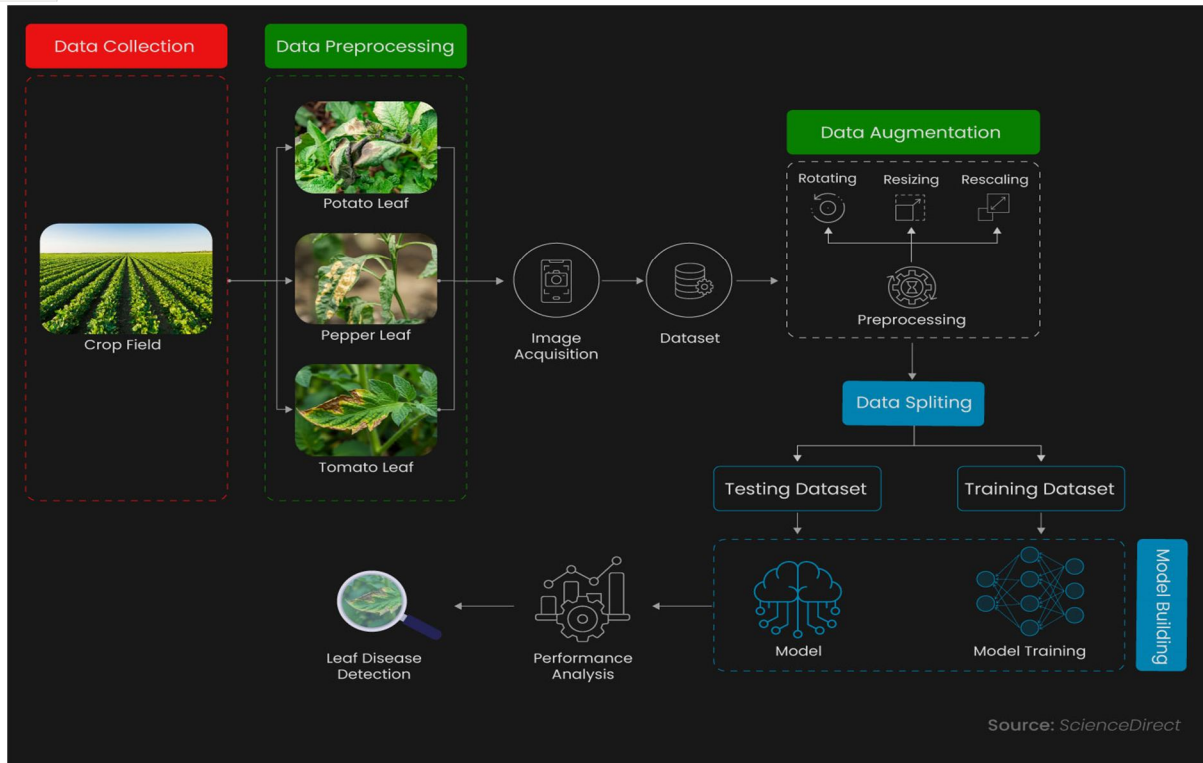 Data Collection
Data Preprocessing
Potato Leaf
Crop Field
Pepper Leaf
Tomato Leaf
Image
Acquisition
Dataset
Data Augmentation
Rotating
Resizing
Rescaling
Preprocessing
Data Spliting
Testing Dataset
Training Dataset
Model
Model Training
Model Building
Performance
Analysis
Leaf Disease
Detection
Source: ScienceDirect